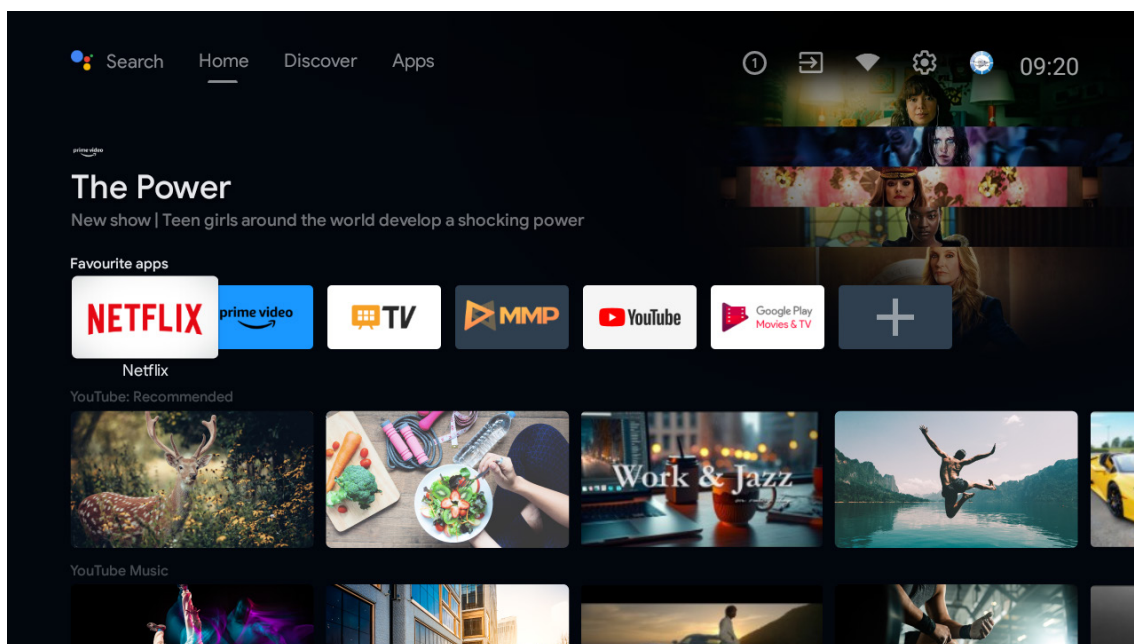 Search Home Discover Apps
1
09:20
prime video
The Power
New show | Teen girls around the world develop a shocking power
Favourite apps
NETFLIX
prime video
TV
MMP
YouTube
Google Play
Movies & TV
Netflix
YouTube: Recommended
Work & Jazz
YouTube Music